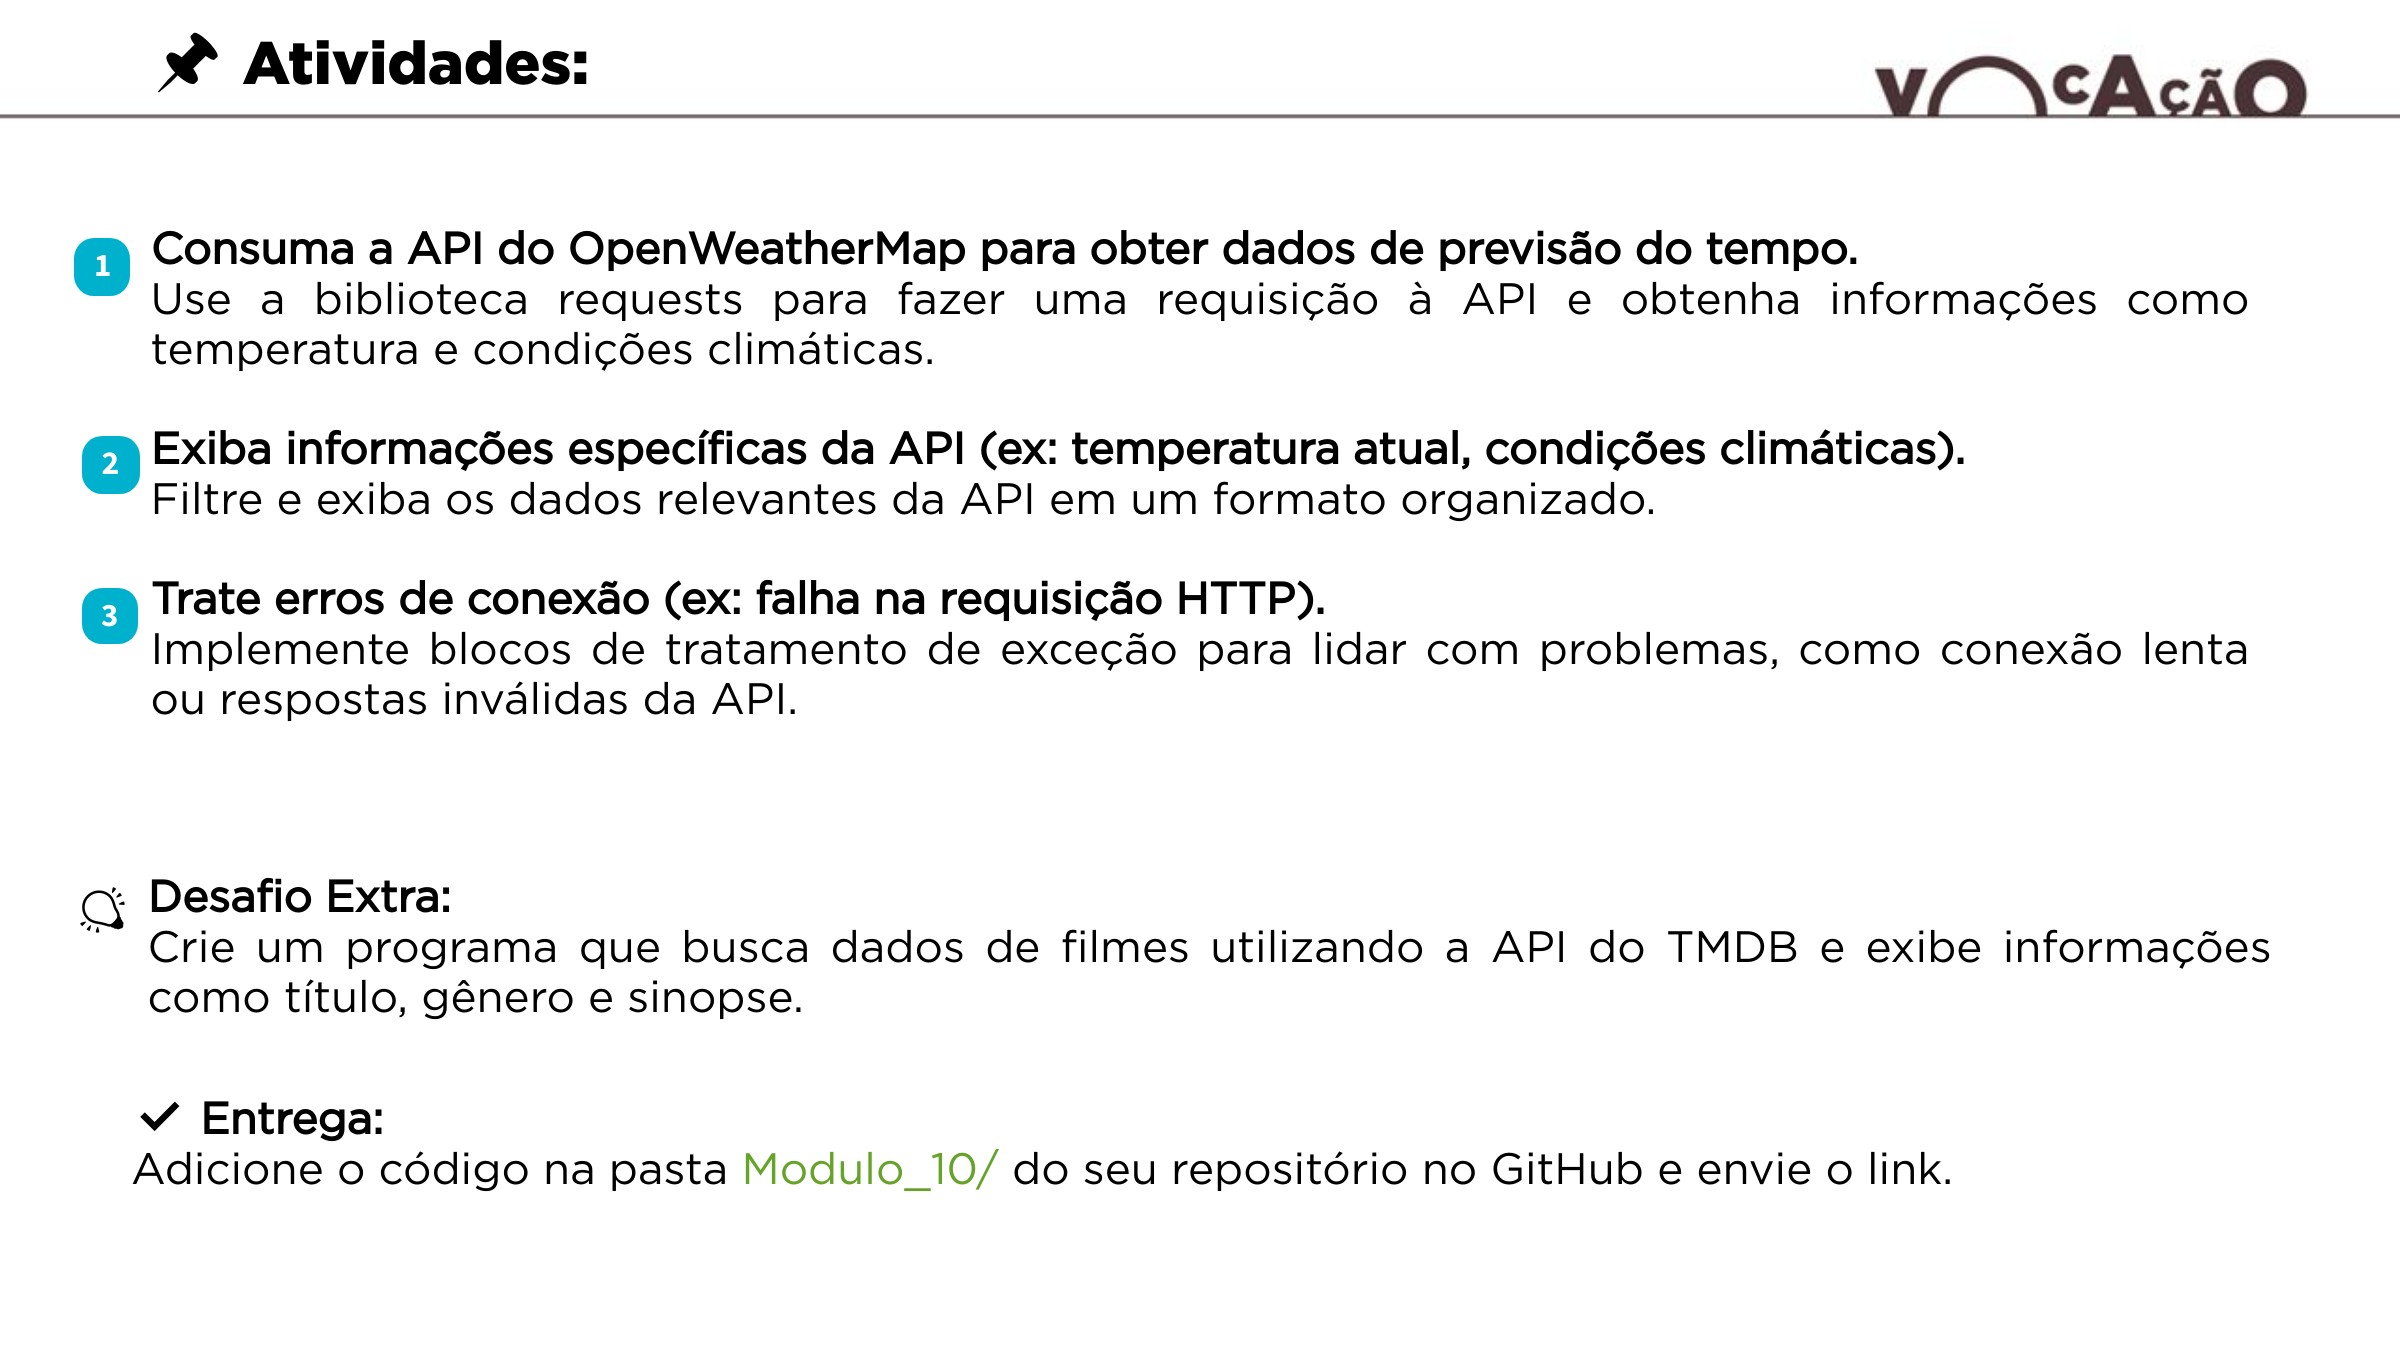 Atividades:
VOCAÇÃO
1
Consuma a API do OpenWeatherMap para obter dados de previsão do tempo.
Use a biblioteca requests para fazer uma requisição à API e obtenha informações como
temperatura e condições climáticas.
2
Exiba informações específicas da API (ex: temperatura atual, condições climáticas).
Filtre e exiba os dados relevantes da API em um formato organizado.
3
Trate erros de conexão (ex: falha na requisição HTTP).
Implemente blocos de tratamento de exceção para lidar com problemas, como conexão lenta
ou respostas inválidas da API.
Desafio Extra:
Crie um programa que busca dados de filmes utilizando a API do TMDB e exibe informações
como título, gênero e sinopse.
Entrega:
Adicione o código na pasta Modulo_10/ do seu repositório no GitHub e envie o link.